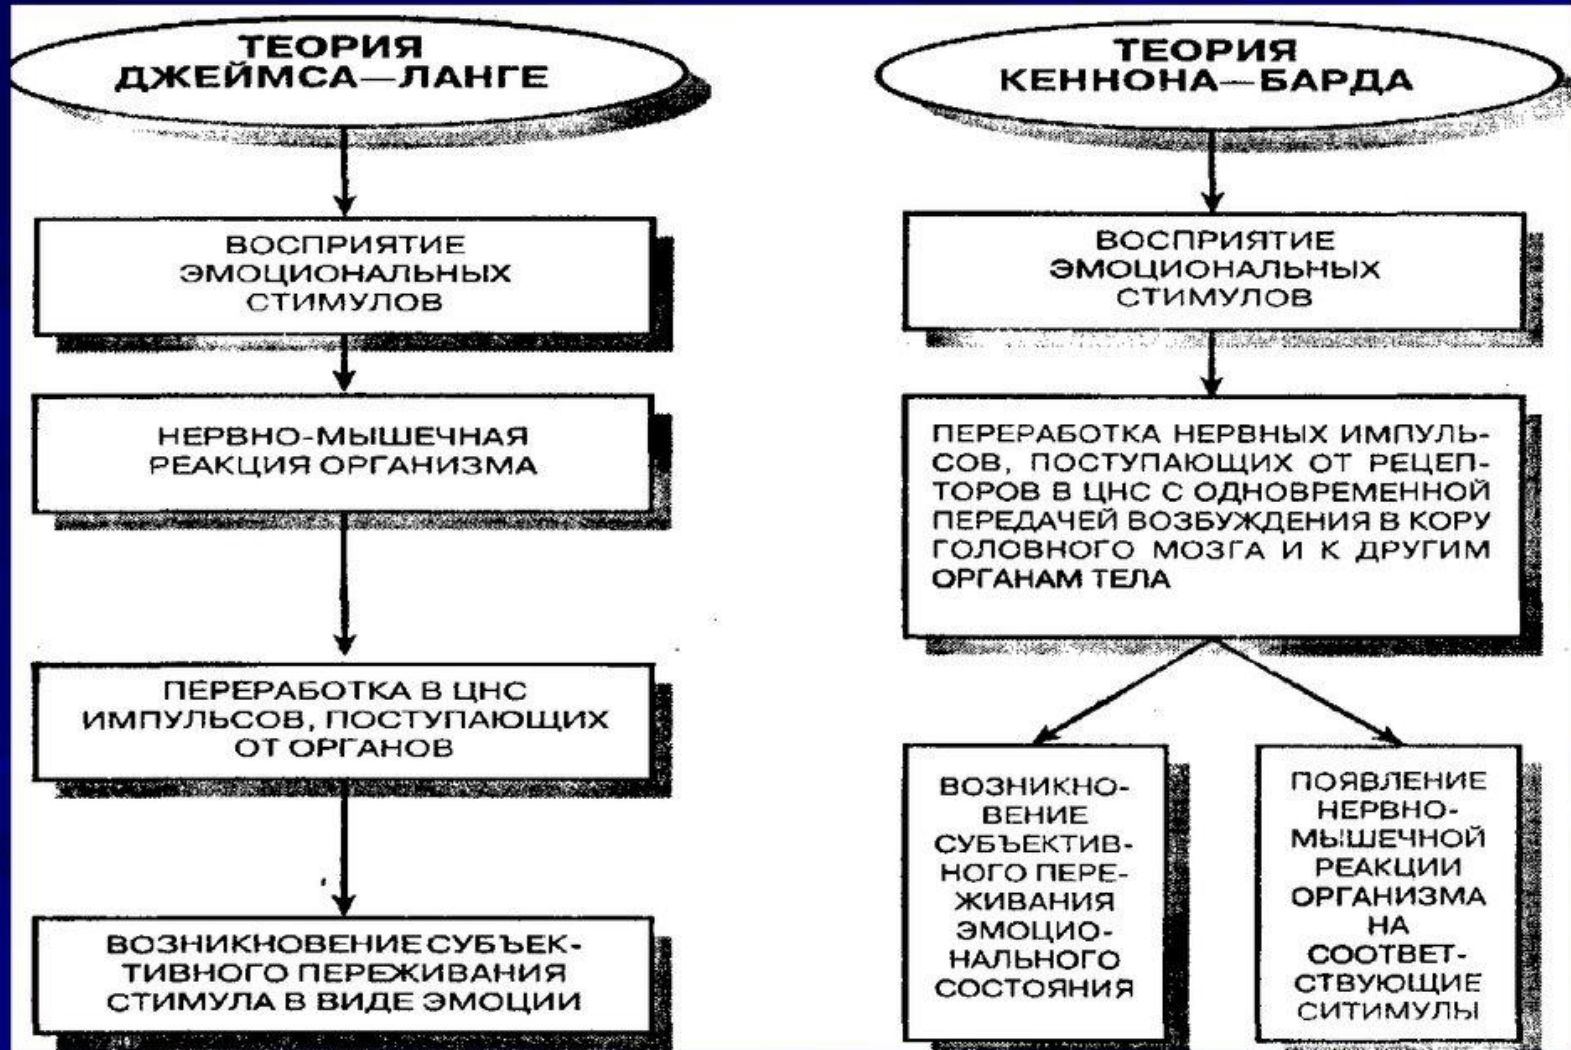 ТЕОРИЯ
ДЖЕЙМСА—ЛАНГЕ
ВОСПРИЯТИЕ
ЭМОЦИОНАЛЬНЫХ
СТИМУЛОВ
НЕРВНО-МЫШЕЧНАЯ
РЕАКЦИЯ ОРГАНИЗМА
ПЕРЕРАБОТКА В ЦНС
ИМПУЛЬСОВ, ПОСТУПАЮЩИХ
ОТ ОРГАНОВ
ВОЗНИКНОВЕНИЕ СУБЪЕК-
ТИВНОГО ПЕРЕЖИВАНИЯ
СТИМУЛА В ВИДЕ ЭМОЦИИ
ТЕОРИЯ
КЕННОНА—БАРДА
ВОСПРИЯТИЕ
ЭМОЦИОНАЛЬНЫХ
СТИМУЛОВ
ПЕРЕРАБОТКА НЕРВНЫХ ИМПУЛЬ-
СОВ, ПОСТУПАЮЩИХ ОТ РЕЦЕП-
ТОРОВ В ЦНС С ОДНОВРЕМЕННОЙ
ПЕРЕДАЧЕЙ ВОЗБУЖДЕНИЯ В КОРУ
ГОЛОВНОГО МОЗГА И К ДРУГИМ
ОРГАНАМ ТЕЛА
ВОЗНИКНО-
ВЕНИЕ
СУБЪЕКТИВ-
НОГО ПЕРЕ-
ЖИВАНИЯ
ЭМОЦИО-
НАЛЬНОГО
СОСТОЯНИЯ
ПОЯВЛЕНИЕ
НЕРВНО-
МЫШЕЧНОЙ
РЕАКЦИИ
ОРГАНИЗМА
НА
СООТВЕТ-
СТВУЮЩИЕ
СИТИМУЛЫ